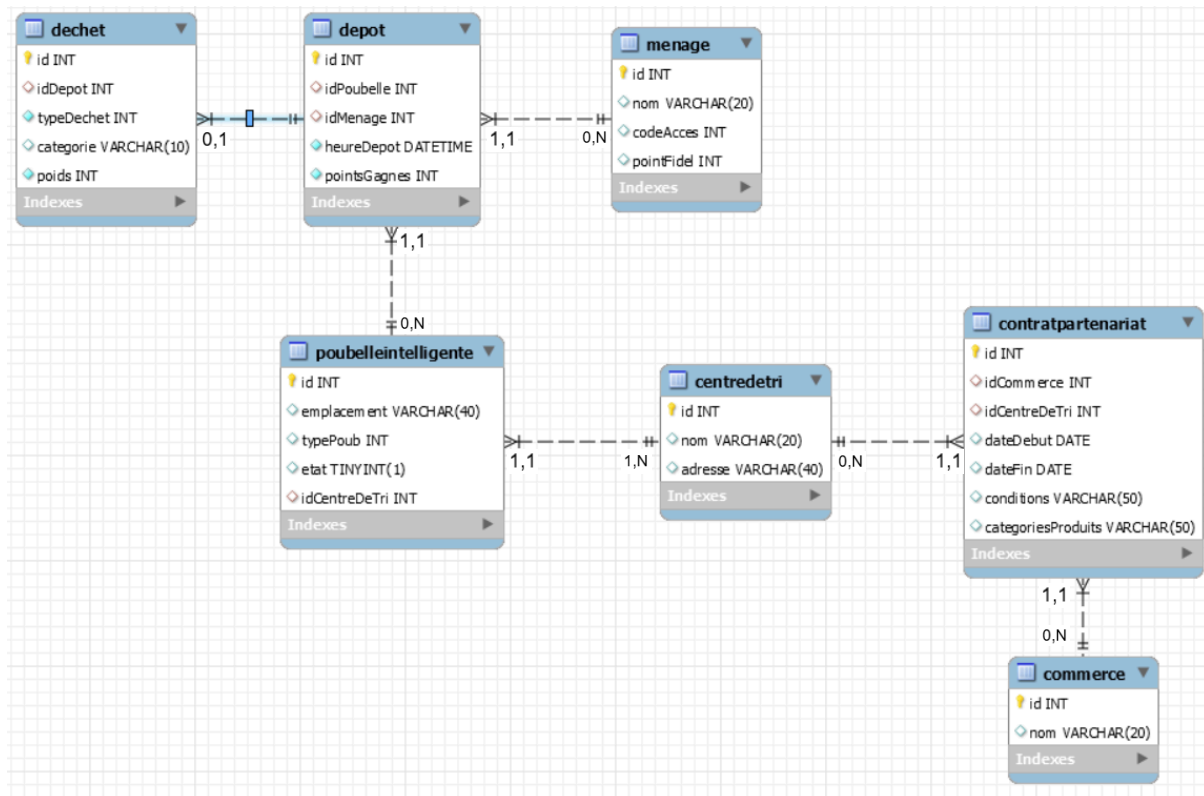 dechet
id INT
idDepot INT
typeDechet INT
categorie VARCHAR(10)
poids INT
Indexes
0,1
depot
id INT
idPoubelle INT
idMenage INT
heureDepot DATETIME
pointsGagnes INT
Indexes
1,1
0,N
menage
id INT
nom VARCHAR(20)
codeAcces INT
pointFidel INT
Indexes
1,1
0,N
poubelleintelligente
id INT
emplacement VARCHAR(40)
typePoub INT
etat TINYINT(1)
idCentreDeTri INT
Indexes
1,1
1,N
centredetri
id INT
nom VARCHAR(20)
adresse VARCHAR(40)
Indexes
0,N
1,1
contratpartenariat
id INT
idCommerce INT
idCentreDeTri INT
dateDebut DATE
dateFin DATE
conditions VARCHAR(50)
categoriesProduits VARCHAR(50)
Indexes
1,1
0,N
commerce
id INT
nom VARCHAR(20)
Indexes